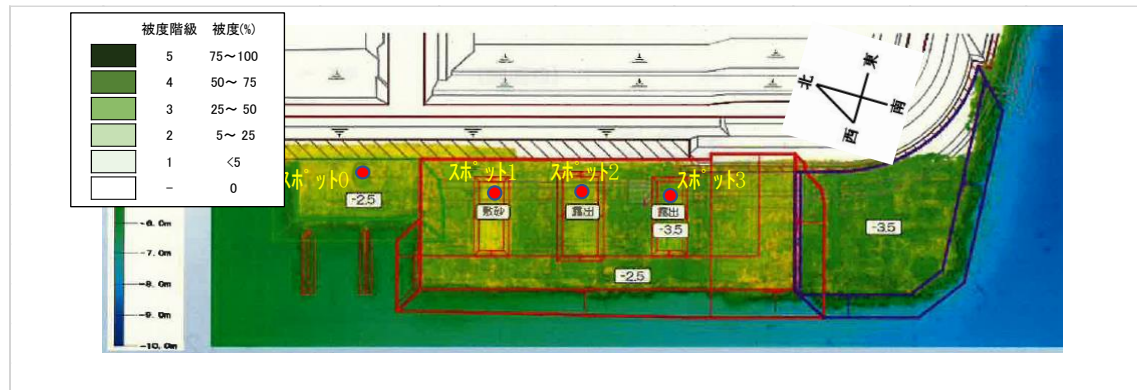 被度階級 被度(%)
5 75～100
4 50～ 75
3 25～ 50
2 5～ 25
1 <5
－ 0
北
東
南
西
スポット0
スポット1
スポット2
スポット3
-2.5
敷砂
露出
露出
-3.5
-3.5
-2.5
-6.0m
-7.0m
-8.0m
-9.0m
-10.0m